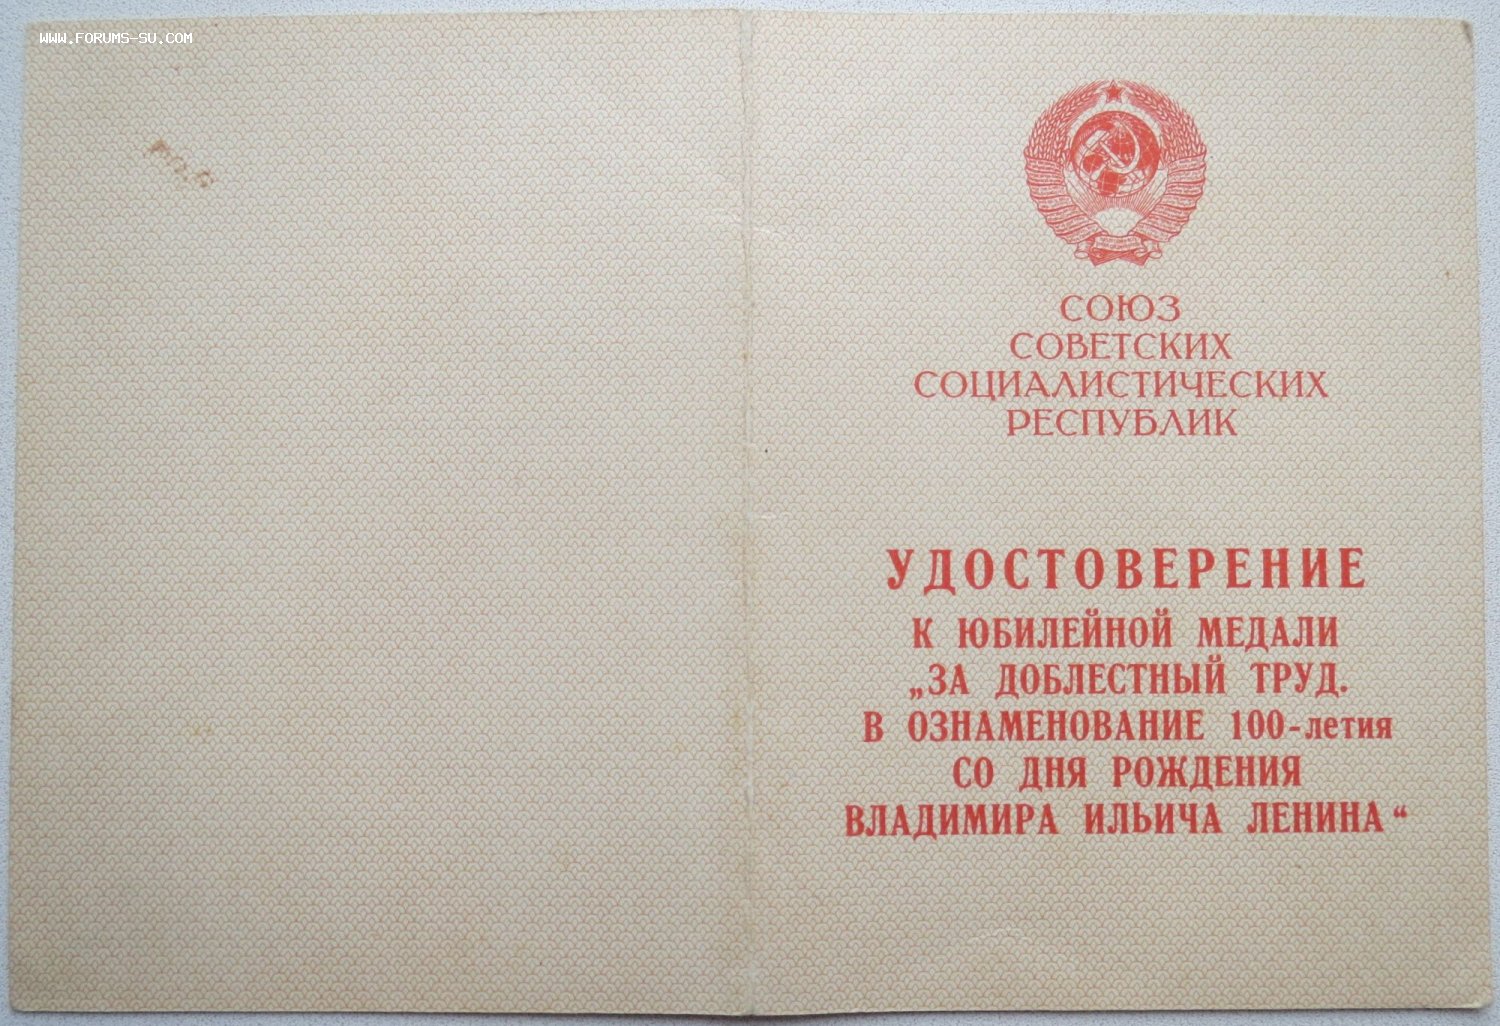 WWW.FORUMS-SU.COM
СОЮЗ
СОВЕТСКИХ
СОЦИАЛИСТИЧЕСКИХ
РЕСПУБЛИК
УДОСТОВЕРЕНИЕ
К ЮБИЛЕЙНОЙ МЕДАЛИ
„ЗА ДОБЛЕСТНЫЙ ТРУД.
В ОЗНАМЕНОВАНИЕ 100-летия
СО ДНЯ РОЖДЕНИЯ
ВЛАДИМИРА ИЛЬИЧА ЛЕНИНА“